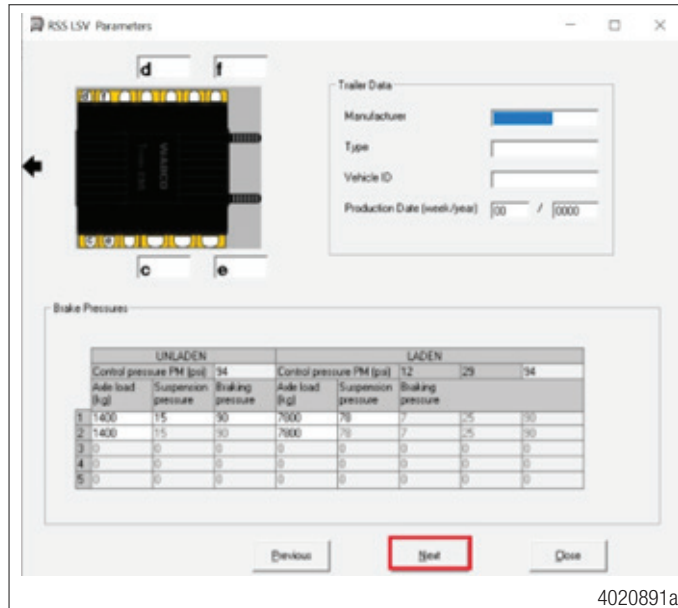 RSS LSV Parameters
d f
Trailer Data
Manufacturer
Type
Vehicle ID
Production Date (week/year) 00 / 0000
d f
WABCO
c e
c e
Brake Pressures
UNLADEN LADEN
Control pressure PM (psi) 94 Control pressure PM (psi) 12 29 94
Axle load (kg) Suspension pressure Braking pressure Axle load (kg) Suspension pressure Braking pressure
1 1400 15 90 7800 78 7 25 90
2 1400 15 90 7800 78 7 25 90
3 0 0 0 0 0 0 0 0
4 0 0 0 0 0 0 0 0
5 0 0 0 0 0 0 0 0
Previous Next Close
4020891a